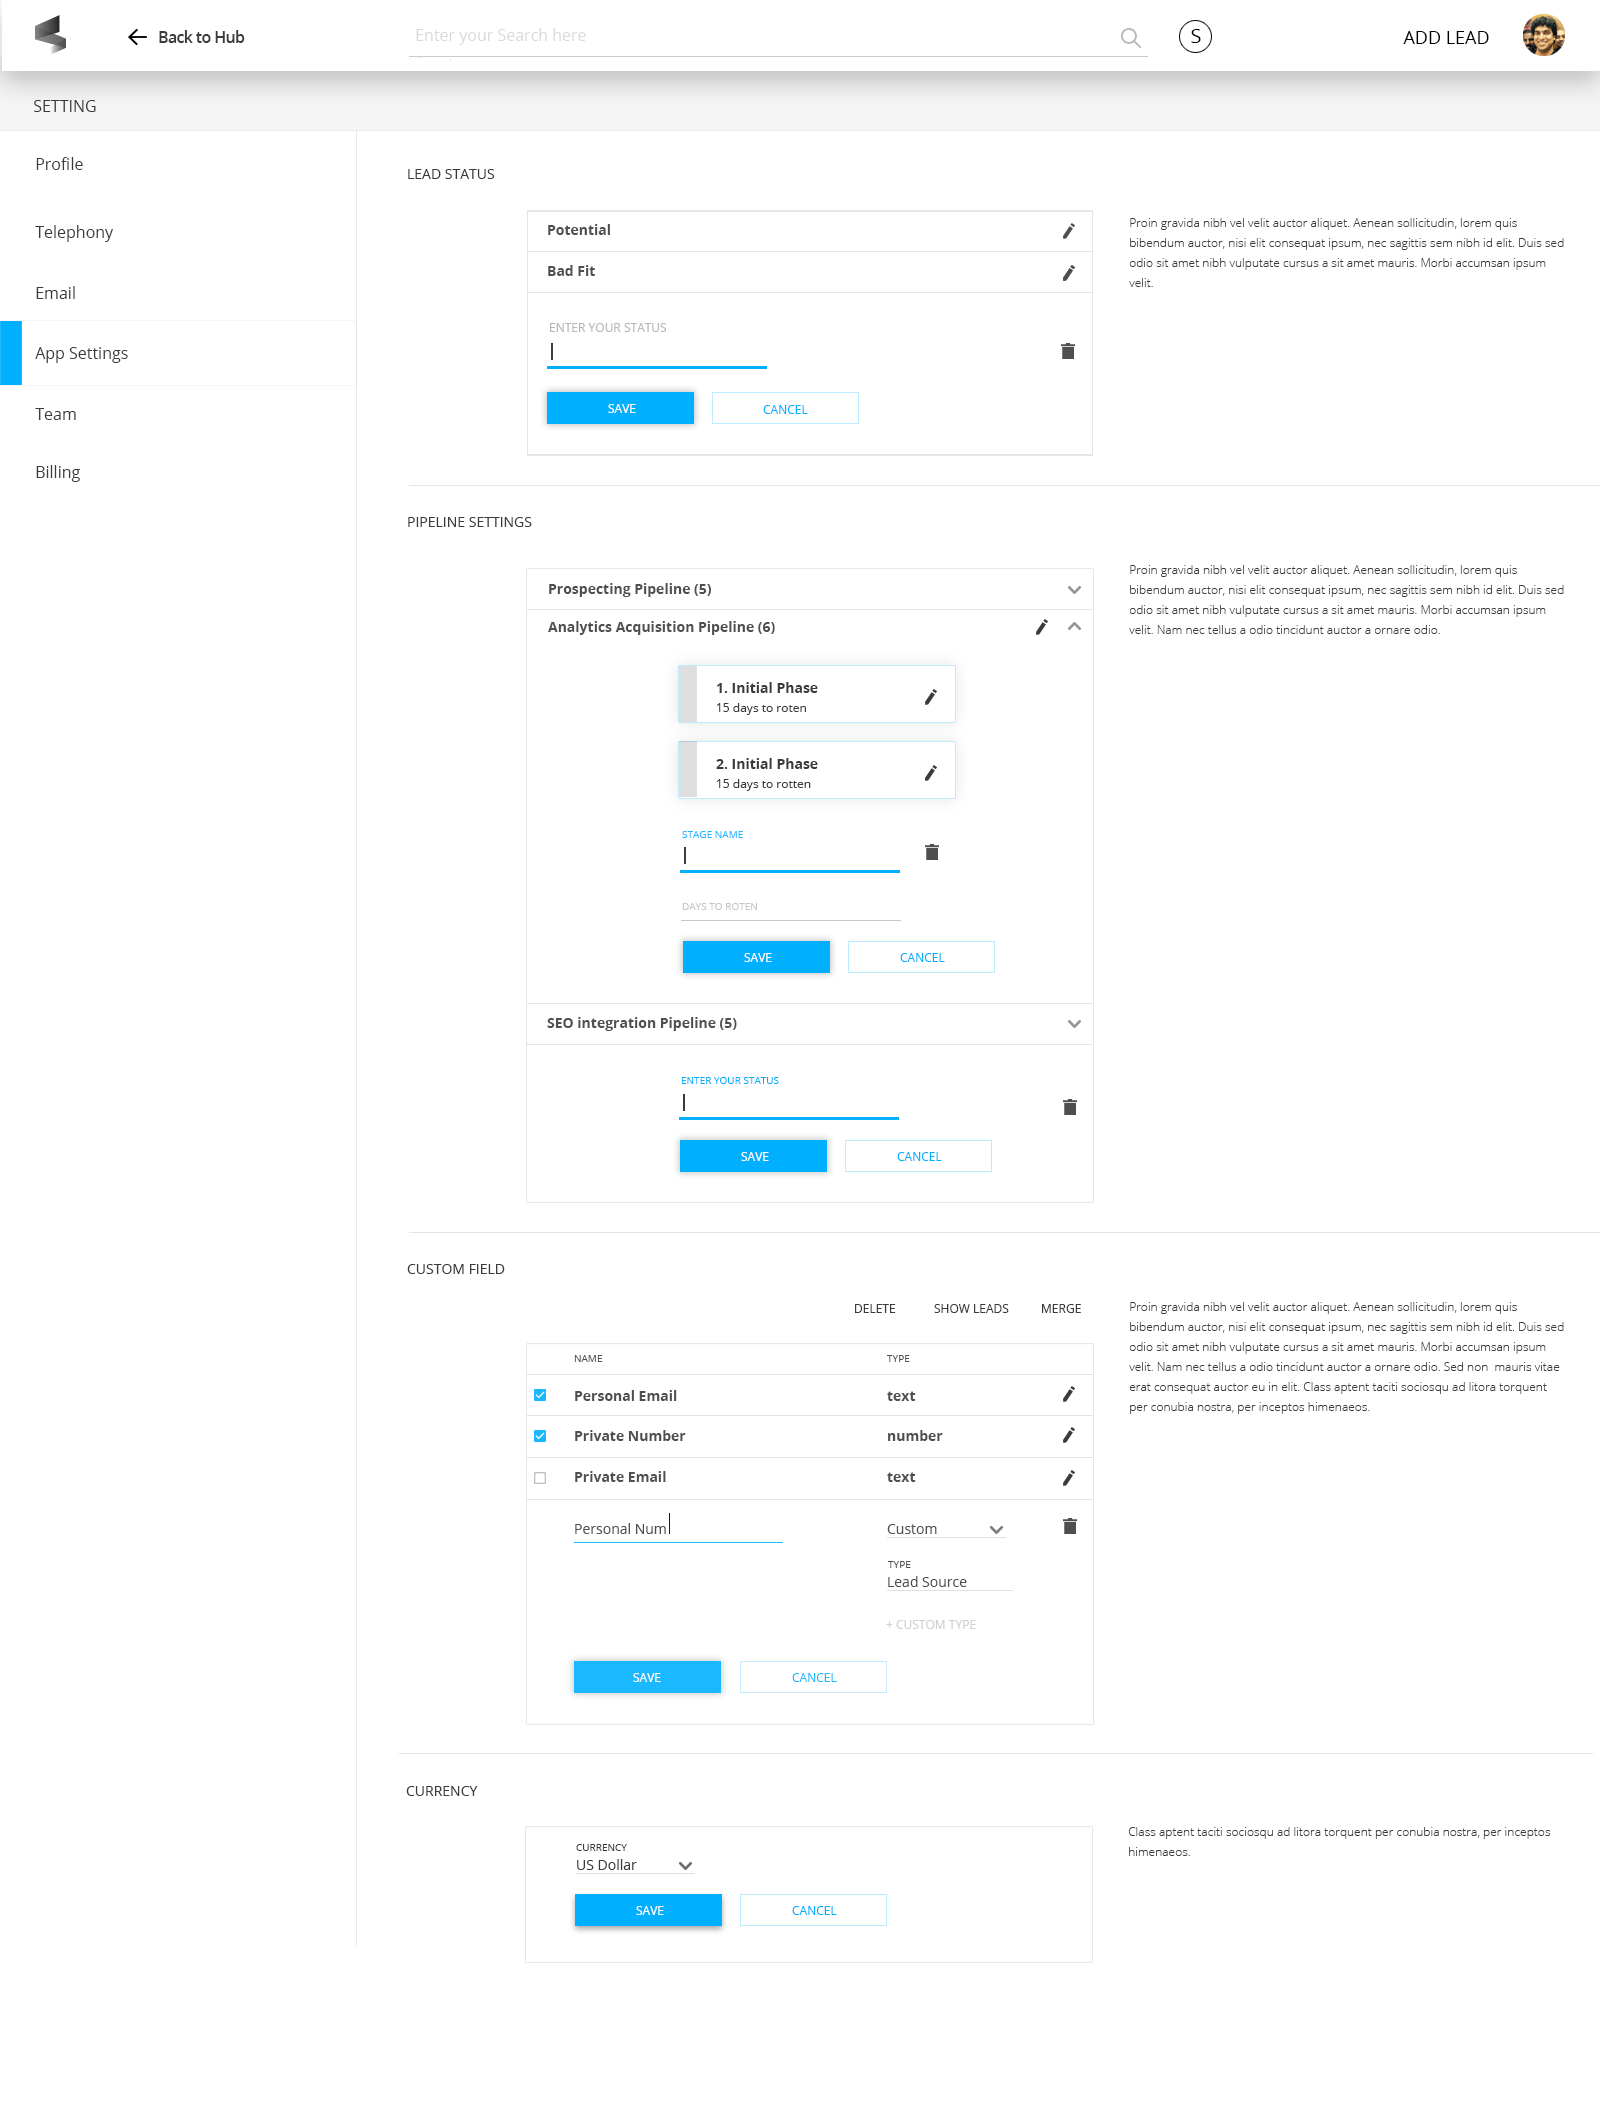 Back to Hub
Enter your Search here
S
ADD LEAD
SETTING
Profile
Telephony
Email
App Settings
Team
Billing
LEAD STATUS
Potential
Bad Fit
ENTER YOUR STATUS
SAVE
CANCEL
Proin gravida nibh vel velit auctor aliquet. Aenean sollicitudin, lorem quis
bibendum auctor, nisi elit consequat ipsum, nec sagittis sem nibh id elit. Duis sed
odio sit amet nibh vulputate cursus a sit amet mauris. Morbi accumsan ipsum
velit.
PIPELINE SETTINGS
Prospecting Pipeline (5)
Analytics Acquisition Pipeline (6)
1. Initial Phase
15 days to roten
2. Initial Phase
15 days to rotten
STAGE NAME
DAYS TO ROTEN
SAVE
CANCEL
SEO integration Pipeline (5)
ENTER YOUR STATUS
SAVE
CANCEL
Proin gravida nibh vel velit auctor aliquet. Aenean sollicitudin, lorem quis
bibendum auctor, nisi elit consequat ipsum, nec sagittis sem nibh id elit. Duis sed
odio sit amet nibh vulputate cursus a sit amet mauris. Morbi accumsan ipsum
velit. Nam nec tellus a odio tincidunt auctor a ornare odio.
CUSTOM FIELD
DELETE
SHOW LEADS
MERGE
NAME
TYPE
Personal Email
text
Private Number
number
Private Email
text
Personal Num
Custom
TYPE
Lead Source
+ CUSTOM TYPE
SAVE
CANCEL
Proin gravida nibh vel velit auctor aliquet. Aenean sollicitudin, lorem quis
bibendum auctor, nisi elit consequat ipsum, nec sagittis sem nibh id elit. Duis sed
odio sit amet nibh vulputate cursus a sit amet mauris. Morbi accumsan ipsum
velit. Nam nec tellus a odio tincidunt auctor a ornare odio. Sed non  mauris vitae
erat consequat auctor eu in elit. Class aptent taciti sociosqu ad litora torquent
per conubia nostra, per inceptos himenaeos.
CURRENCY
CURRENCY
US Dollar
SAVE
CANCEL
Class aptent taciti sociosqu ad litora torquent per conubia nostra, per inceptos
himenaeos.